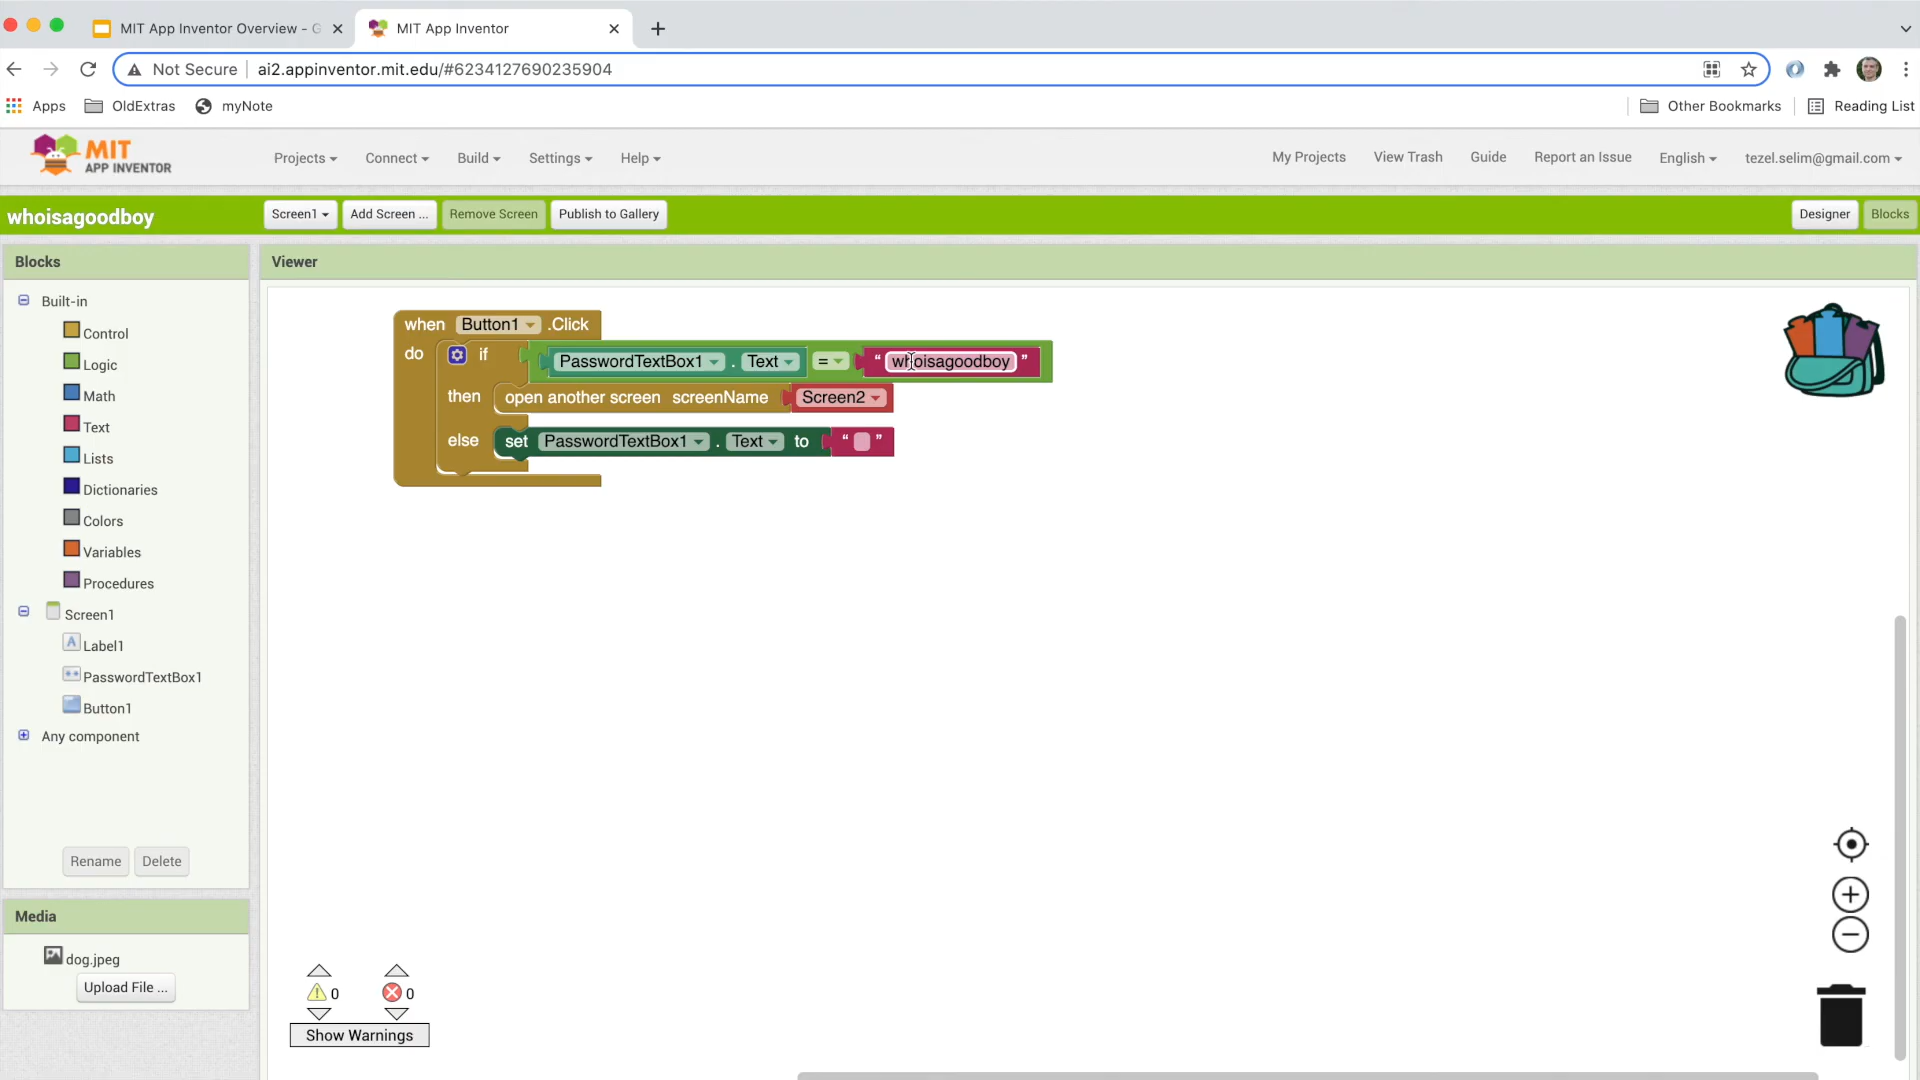 MIT App Inventor Overview - G
MIT App Inventor
Not Secure ai2.appinventor.mit.edu/#6234127690235904
Apps OldExtras myNote Other Bookmarks Reading List
MIT
APP INVENTOR
Projects Connect Build Settings Help My Projects View Trash Guide Report an Issue English tezel.selim@gmail.com
whoisagoodboy Screen1 Add Screen ... Remove Screen Publish to Gallery Designer Blocks
Blocks
Viewer
Built-in
Control
Logic
Math
Text
Lists
Dictionaries
Colors
Variables
Procedures
Screen1
Label1
PasswordTextBox1
Button1
Any component
Rename Delete
Media
dog.jpeg
Upload File ...
when Button1 .Click
do if PasswordTextBox1 . Text = “ whoisagoodboy ”
then open another screen screenName Screen2
else set PasswordTextBox1 . Text to “ ”
0 0
Show Warnings